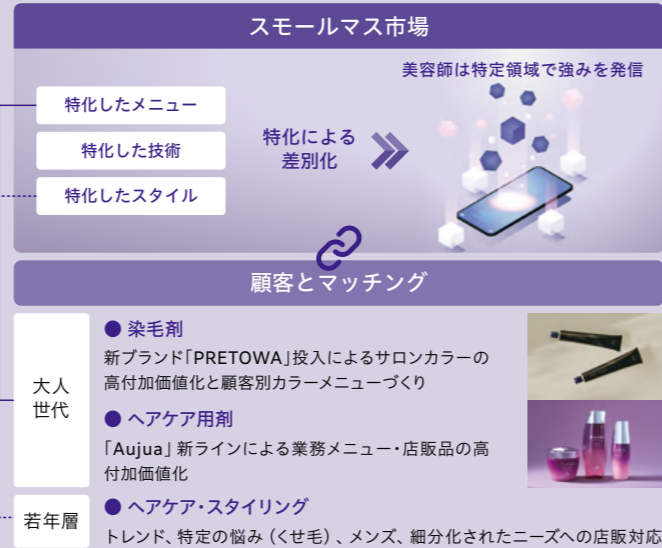 スモールマス市場
美容師は特定領域で強みを発信
特化したメニュー
特化した技術
特化したスタイル
特化による
差別化
顧客とマッチング
大人
世代
● 染毛剤
新ブランド「PRETOWA」投入によるサロンカラーの
高付加価値化と顧客別カラーメニューづくり
● ヘアケア用剤
「Aujua」新ラインによる業務メニュー・店販品の高
付加価値化
若年層
● ヘアケア・スタイリング
トレンド、特定の悩み（くせ毛）、メンズ、細分化されたニーズへの店販対応